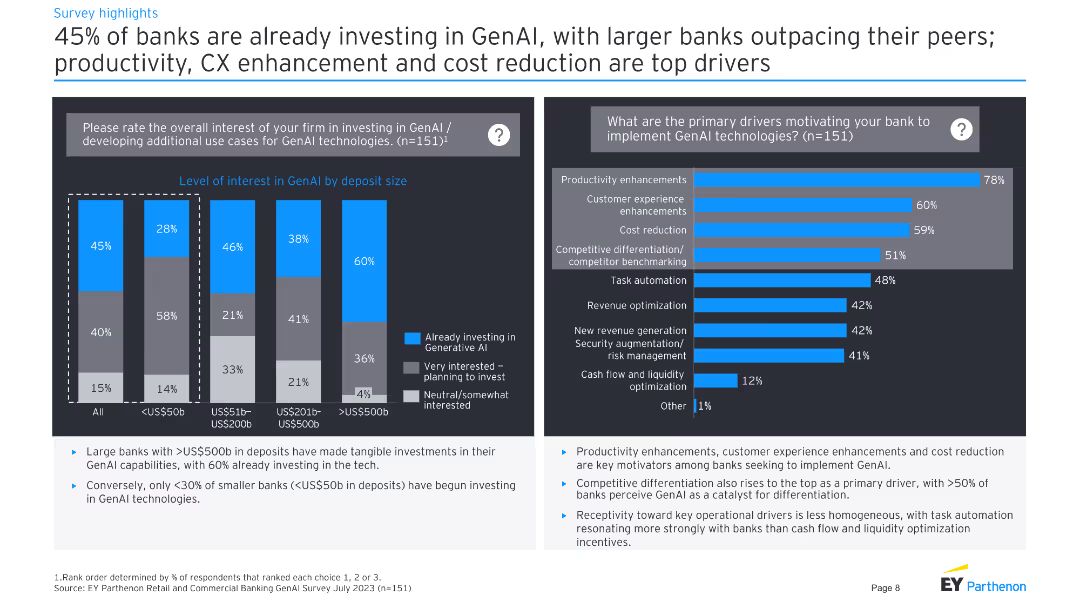 Survey highlights
45% of banks are already investing in GenAI, with larger banks outpacing their peers;
productivity, CX enhancement and cost reduction are top drivers
Please rate the overall interest of your firm in investing in GenAI /
developing additional use cases for GenAI technologies. (n=151)¹
?
Level of interest in GenAI by deposit size
45%
28%
46%
38%
60%
40%
58%
21%
41%
36%
15%
14%
33%
21%
4%
Already investing in
Generative AI
Very interested –
planning to invest
Neutral/somewhat
interested
All
<US$50b
US$51b–
US$200b
US$201b-
US$500b
>US$500b
Large banks with >US$500b in deposits have made tangible investments in their
GenAI capabilities, with 60% already investing in the tech.
Conversely, only <30% of smaller banks (<US$50b in deposits) have begun investing
in GenAI technologies.
What are the primary drivers motivating your bank to
implement GenAI technologies? (n=151)
?
Productivity enhancements
78%
Customer experience
enhancements
60%
Cost reduction
59%
Competitive differentiation/
competitor benchmarking
51%
Task automation
48%
Revenue optimization
42%
New revenue generation
42%
Security augmentation/
risk management
41%
Cash flow and liquidity
optimization
12%
Other
1%
Productivity enhancements, customer experience enhancements and cost reduction
are key motivators among banks seeking to implement GenAI.
Competitive differentiation also rises to the top as a primary driver, with >50% of
banks perceive GenAI as a catalyst for differentiation.
Receptivity toward key operational drivers is less homogeneous, with task automation
resonating more strongly with banks than cash flow and liquidity optimization
incentives.
1.Rank order determined by % of respondents that ranked each choice 1, 2 or 3.
Source: EY Parthenon Retail and Commercial Banking GenAI Survey July 2023 (n=151)
Page 8
EY Parthenon